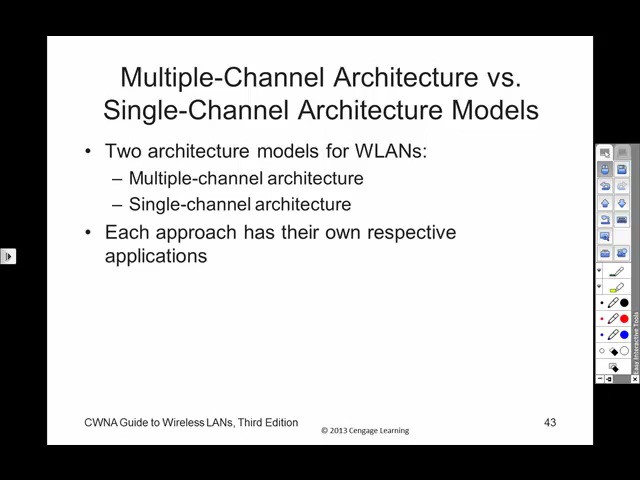 Multiple-Channel Architecture vs.
Single-Channel Architecture Models
• Two architecture models for WLANs:
– Multiple-channel architecture
– Single-channel architecture
• Each approach has their own respective
applications
CWNA Guide to Wireless LANs, Third Edition
© 2013 Cengage Learning
43
Easy Interactive Tools